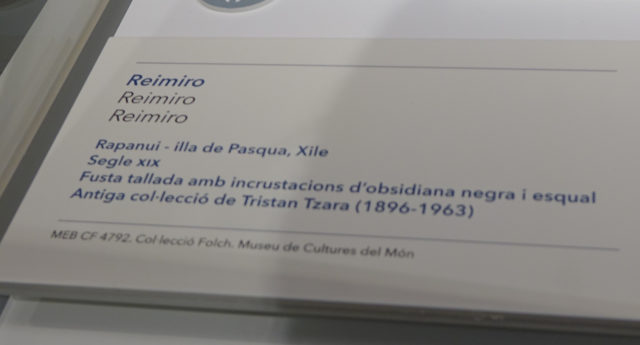 Reimiro
Reimiro
Reimiro
Rapanui - illa de Pasqua, Xile
Segle XIX
Fusta tallada amb incrustacions d'obsidiana negra i esqual
Antiga col·lecció de Tristan Tzara (1896-1963)
MEB CF 4792. Col·lecció Folch. Museu de Cultures del Món